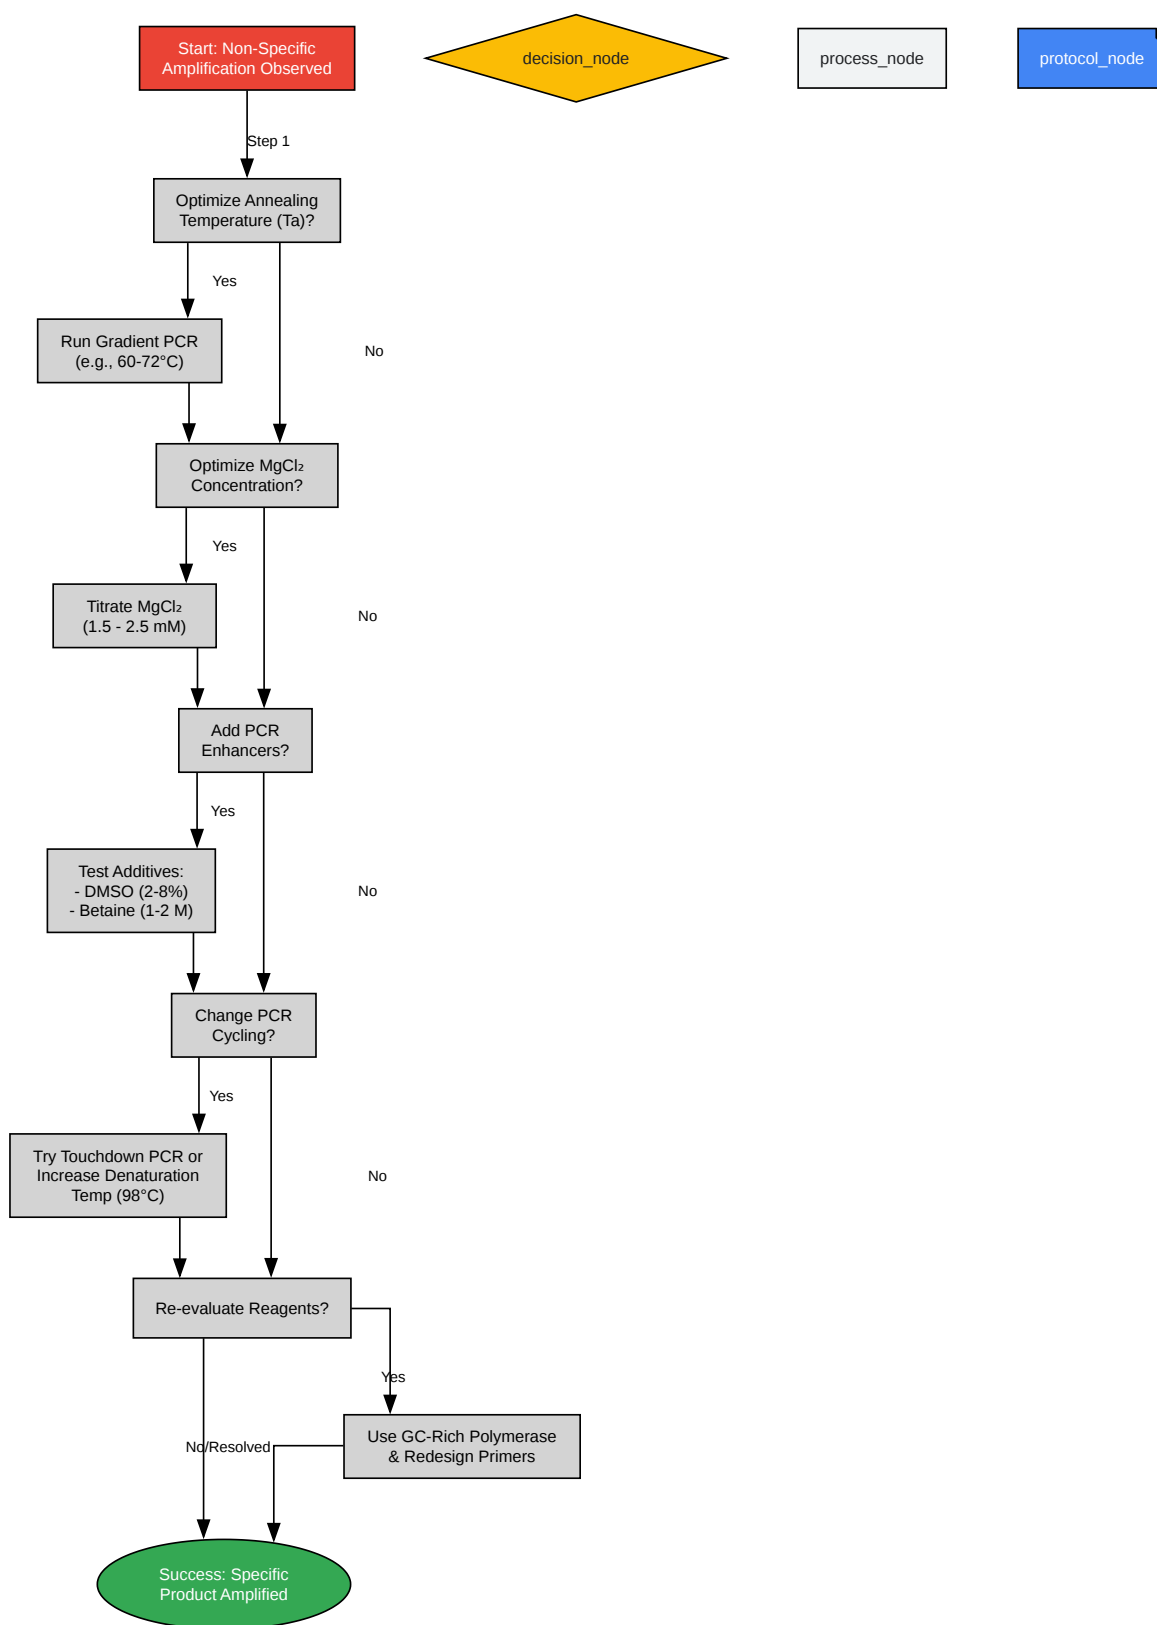 Start: Non-Specific
Amplification Observed
decision_node
process_node
protocol_node
Step 1
Optimize Annealing
Temperature (Ta)?
Yes
Run Gradient PCR
(e.g., 60-72°C)
No
Optimize MgCl₂
Concentration?
Yes
Titrate MgCl₂
(1.5 - 2.5 mM)
No
Add PCR
Enhancers?
Yes
Test Additives:
- DMSO (2-8%)
- Betaine (1-2 M)
No
Change PCR
Cycling?
Yes
Try Touchdown PCR or
Increase Denaturation
Temp (98°C)
No
Re-evaluate Reagents?
Yes
Use GC-Rich Polymerase
& Redesign Primers
No/Resolved
Success: Specific
Product Amplified